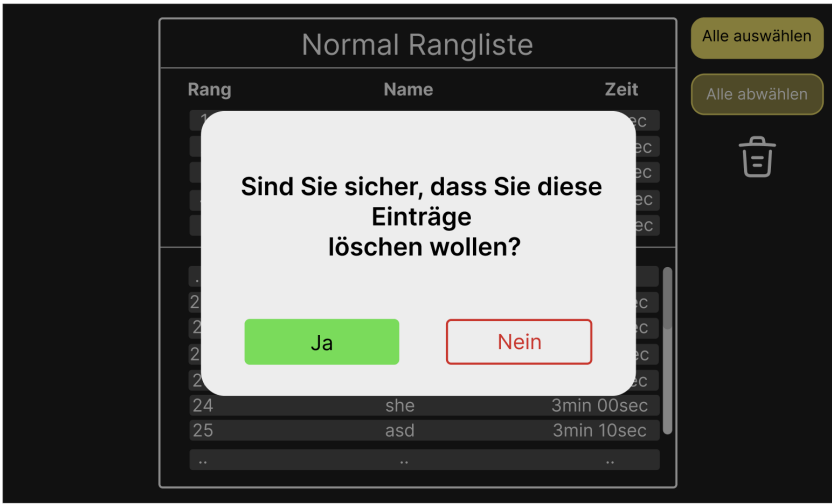 Normal Rangliste
Alle auswählen
Rang Name Zeit
Alle abwählen
Sind Sie sicher, dass Sie diese
Einträge
löschen wollen?
Ja Nein
24 she 3min 00sec
25 asd 3min 10sec
.. .. ..